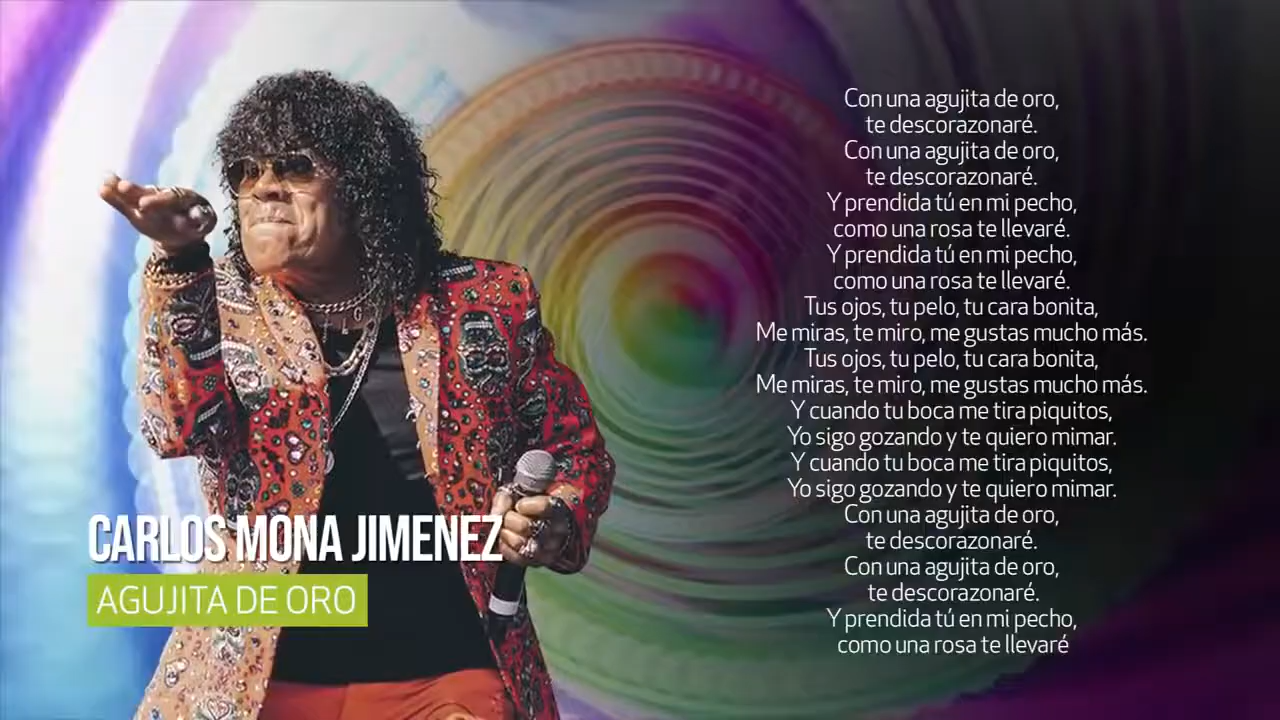 CARLOS MONA JIMENEZ
AGUJITA DE ORO
Con una agujita de oro,
te descorazonaré.
Con una agujita de oro,
te descorazonaré.
Y prendida tú en mi pecho,
como una rosa te llevaré.
Y prendida tú en mi pecho,
como una rosa te llevaré.
Tus ojos, tu pelo, tu cara bonita,
Me miras, te miro, me gustas mucho más.
Tus ojos, tu pelo, tu cara bonita,
Me miras, te miro, me gustas mucho más.
Y cuando tu boca me tira piquitos,
Yo sigo gozando y te quiero mimar.
Y cuando tu boca me tira piquitos,
Yo sigo gozando y te quiero mimar.
Con una agujita de oro,
te descorazonaré.
Con una agujita de oro,
te descorazonaré.
Y prendida tú en mi pecho,
como una rosa te llevaré